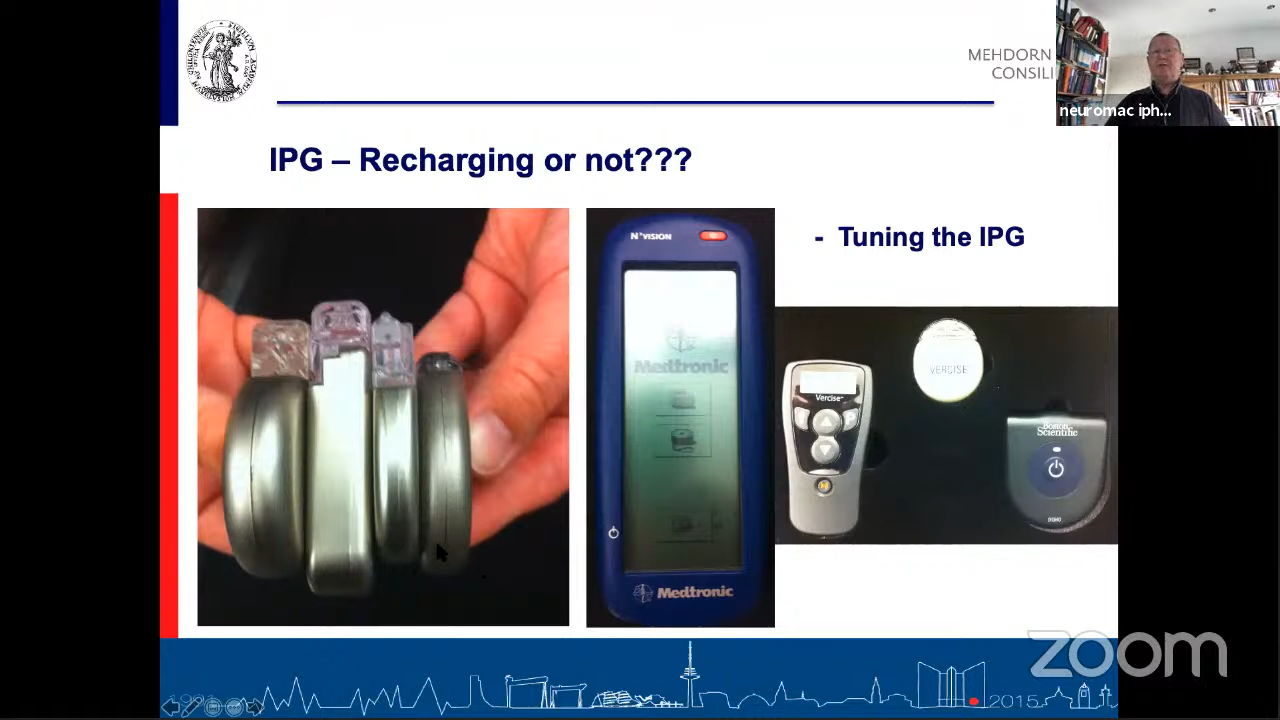 MEHDORN
CONSILI
neuromac iph...
IPG – Recharging or not???
N'VISION
Medtronic
Medtronic
- Tuning the IPG
VERCISE
Vercise
P
Boston
Scientific
zoom
2015